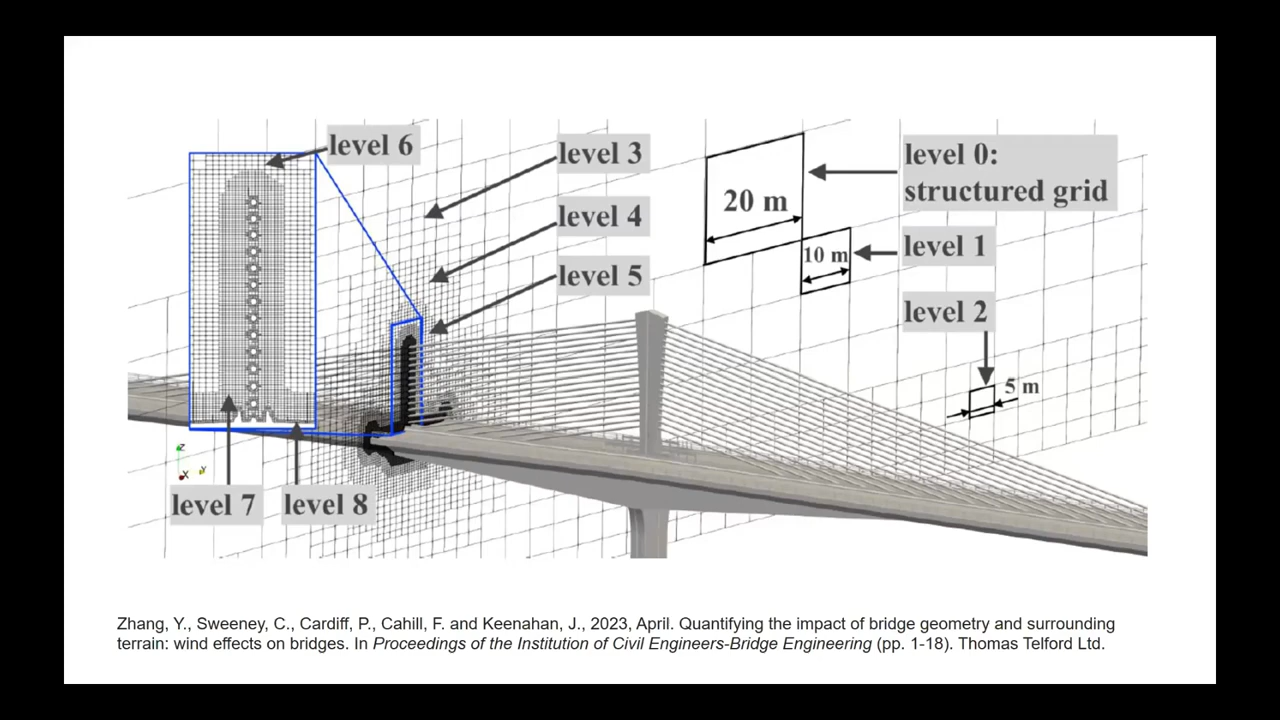 level 6
level 3
level 4
level 5
level 0:
structured grid
20 m
10 m
level 1
level 2
5 m
Z
Y
X
level 7
level 8
Zhang, Y., Sweeney, C., Cardiff, P., Cahill, F. and Keenahan, J., 2023, April. Quantifying the impact of bridge geometry and surrounding
terrain: wind effects on bridges. In Proceedings of the Institution of Civil Engineers-Bridge Engineering (pp. 1-18). Thomas Telford Ltd.